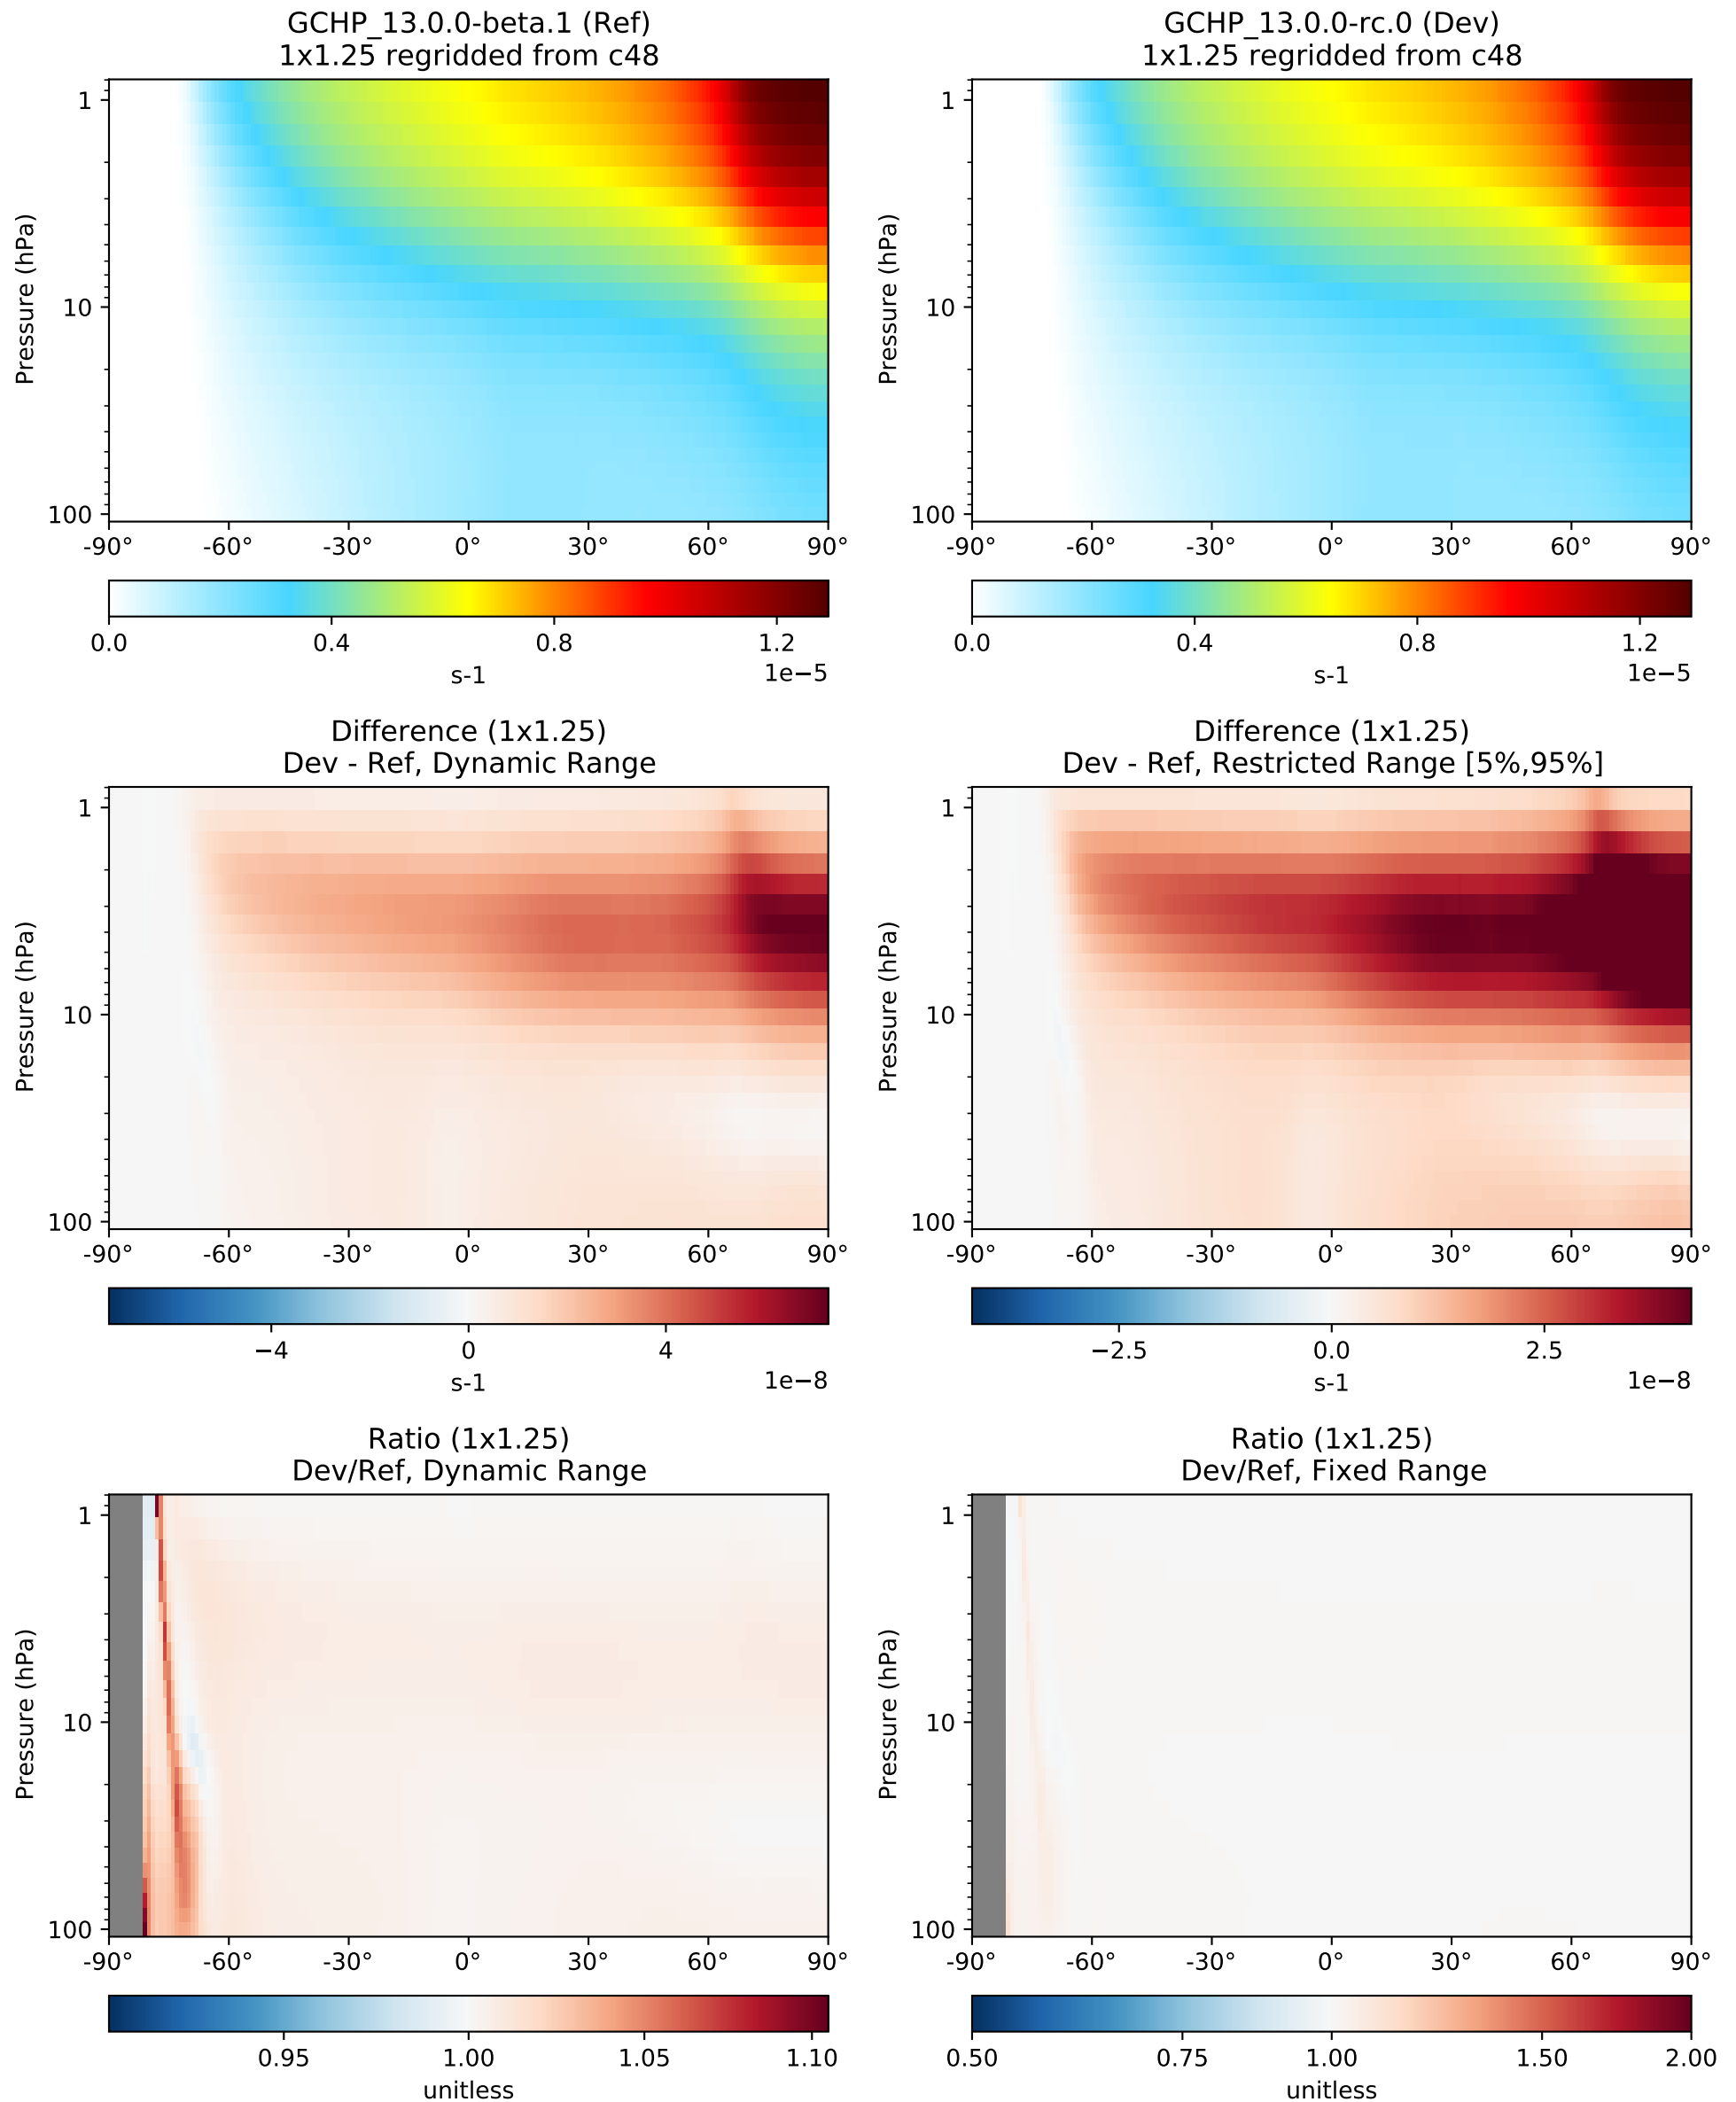 GCHP_13.0.0-beta.1 (Ref)
1x1.25 regridded from c48
Pressure (hPa)
1
10
100
-90° -60° -30° 0° 30° 60° 90°
0.0 0.4 0.8 1.2
1e−5
s-1
GCHP_13.0.0-rc.0 (Dev)
1x1.25 regridded from c48
Pressure (hPa)
1
10
100
-90° -60° -30° 0° 30° 60° 90°
0.0 0.4 0.8 1.2
1e−5
s-1
Difference (1x1.25)
Dev - Ref, Dynamic Range
Pressure (hPa)
1
10
100
-90° -60° -30° 0° 30° 60° 90°
−4 0 4
1e−8
s-1
Difference (1x1.25)
Dev - Ref, Restricted Range [5%,95%]
Pressure (hPa)
1
10
100
-90° -60° -30° 0° 30° 60° 90°
−2.5 0.0 2.5
1e−8
s-1
Ratio (1x1.25)
Dev/Ref, Dynamic Range
Pressure (hPa)
1
10
100
-90° -60° -30° 0° 30° 60° 90°
0.95 1.00 1.05 1.10
unitless
Ratio (1x1.25)
Dev/Ref, Fixed Range
Pressure (hPa)
1
10
100
-90° -60° -30° 0° 30° 60° 90°
0.50 0.75 1.00 1.50 2.00
unitless